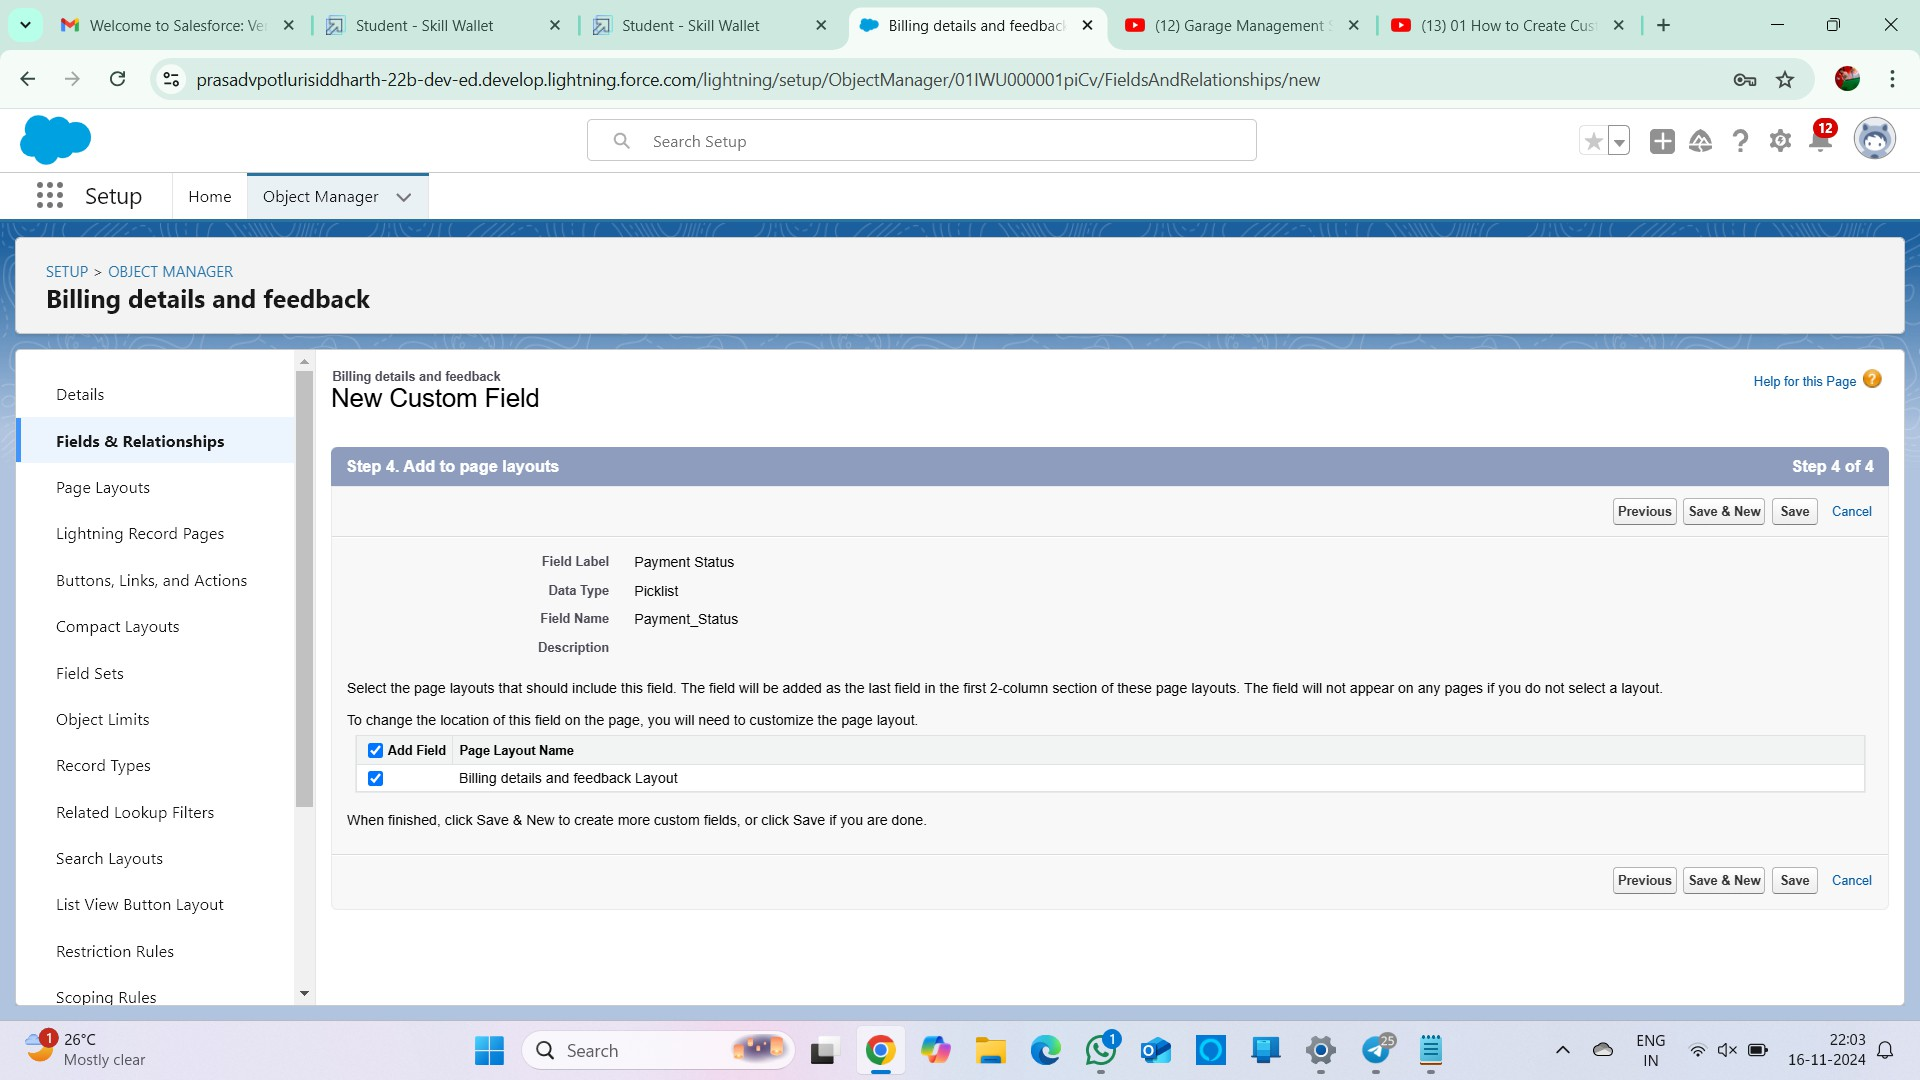 Welcome to Salesforce: Ve
Student - Skill Wallet
Student - Skill Wallet
Billing details and feedbac
(12) Garage Management
(13) 01 How to Create Cus
prasadvpotlurisiddharth-22b-dev-ed.develop.lightning.force.com/lightning/setup/ObjectManager/01IWU000001piCv/FieldsAndRelationships/new
Search Setup
12
Setup
Home
Object Manager
SETUP > OBJECT MANAGER
Billing details and feedback
Details
Fields & Relationships
Page Layouts
Lightning Record Pages
Buttons, Links, and Actions
Compact Layouts
Field Sets
Object Limits
Record Types
Related Lookup Filters
Search Layouts
List View Button Layout
Restriction Rules
Scoping Rules
Billing details and feedback
New Custom Field
Help for this Page ?
Step 4. Add to page layouts
Step 4 of 4
Previous Save & New Save Cancel
Field Label Payment Status
Data Type Picklist
Field Name Payment_Status
Description
Select the page layouts that should include this field. The field will be added as the last field in the first 2-column section of these page layouts. The field will not appear on any pages if you do not select a layout.
To change the location of this field on the page, you will need to customize the page layout.
Add Field Page Layout Name
Billing details and feedback Layout
When finished, click Save & New to create more custom fields, or click Save if you are done.
Previous Save & New Save Cancel
1
26°C
Mostly clear
Search
1
25
ENG
IN
22:03
16-11-2024